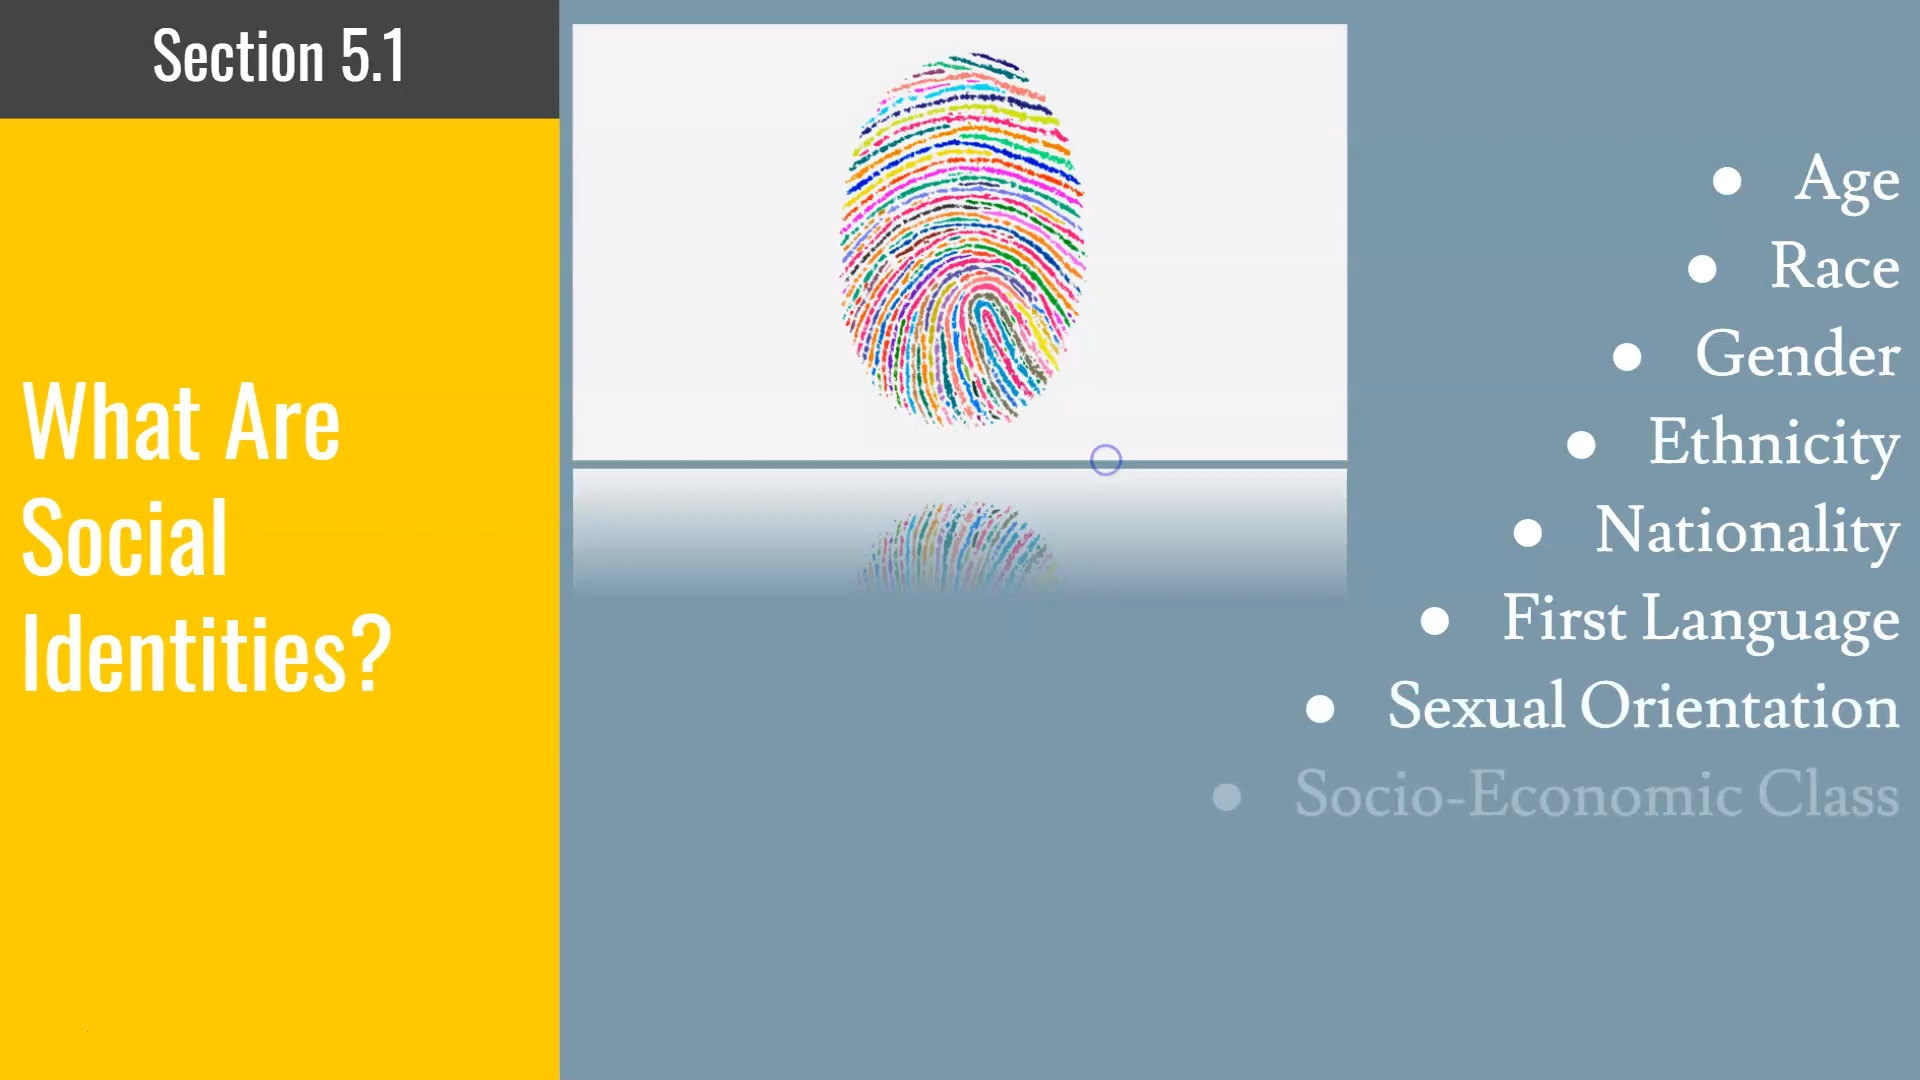 Section 5.1
What Are
Social
Identities?
● Age
● Race
● Gender
● Ethnicity
● Nationality
● First Language
● Sexual Orientation
● Socio-Economic Class